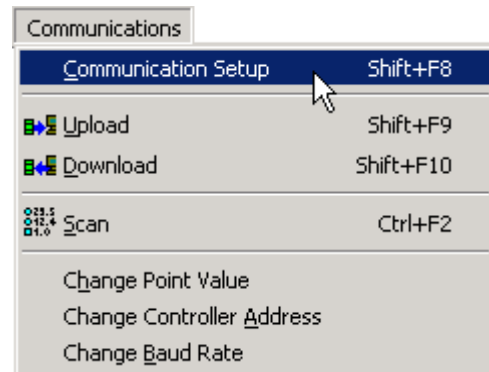 Communications
Communication Setup Shift+F8
Upload Shift+F9
Download Shift+F10
Scan Ctrl+F2
Change Point Value
Change Controller Address
Change Baud Rate